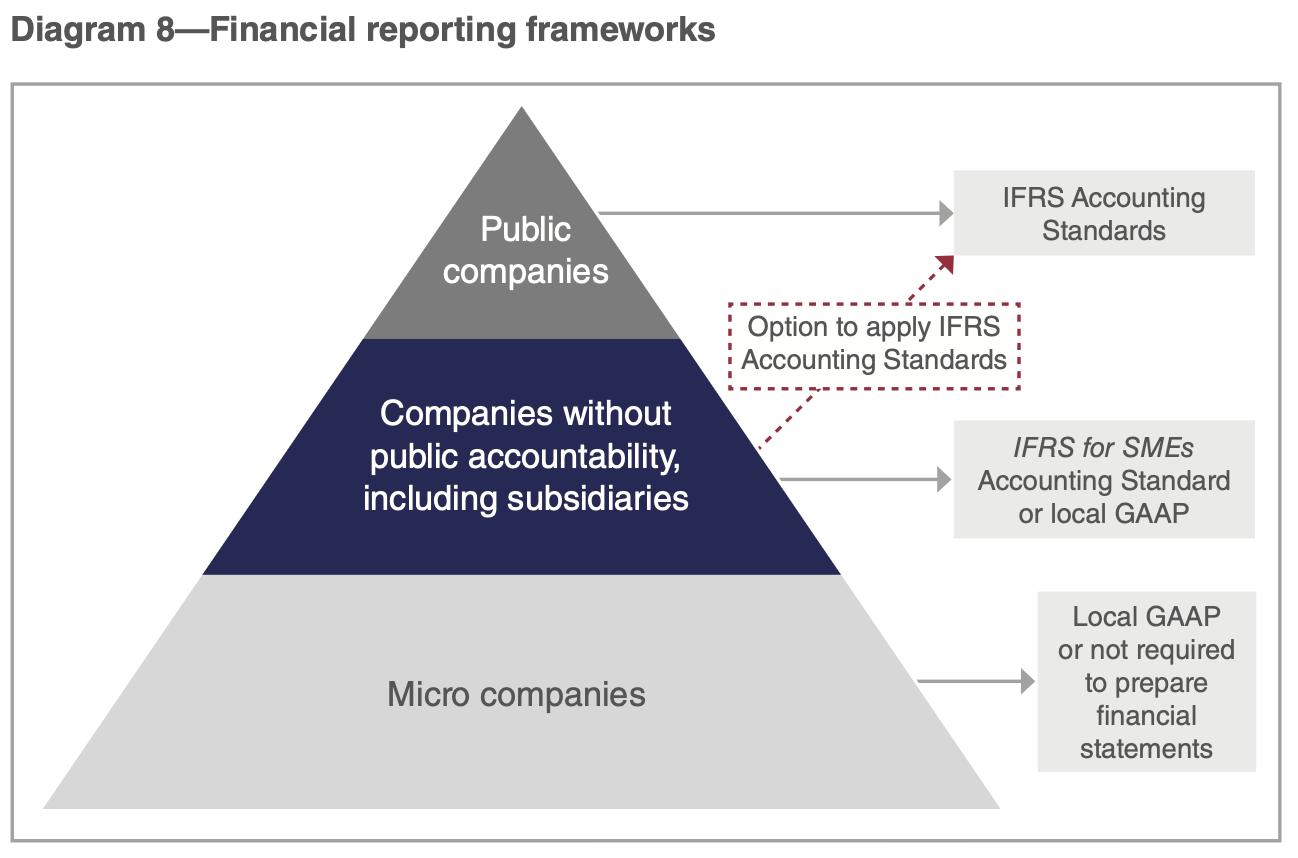 Diagram 8—Financial reporting frameworks
Public
companies
IFRS Accounting
Standards
Option to apply IFRS
Accounting Standards
Companies without
public accountability,
including subsidiaries
IFRS for SMEs
Accounting Standard
or local GAAP
Micro companies
Local GAAP
or not required
to prepare
financial
statements